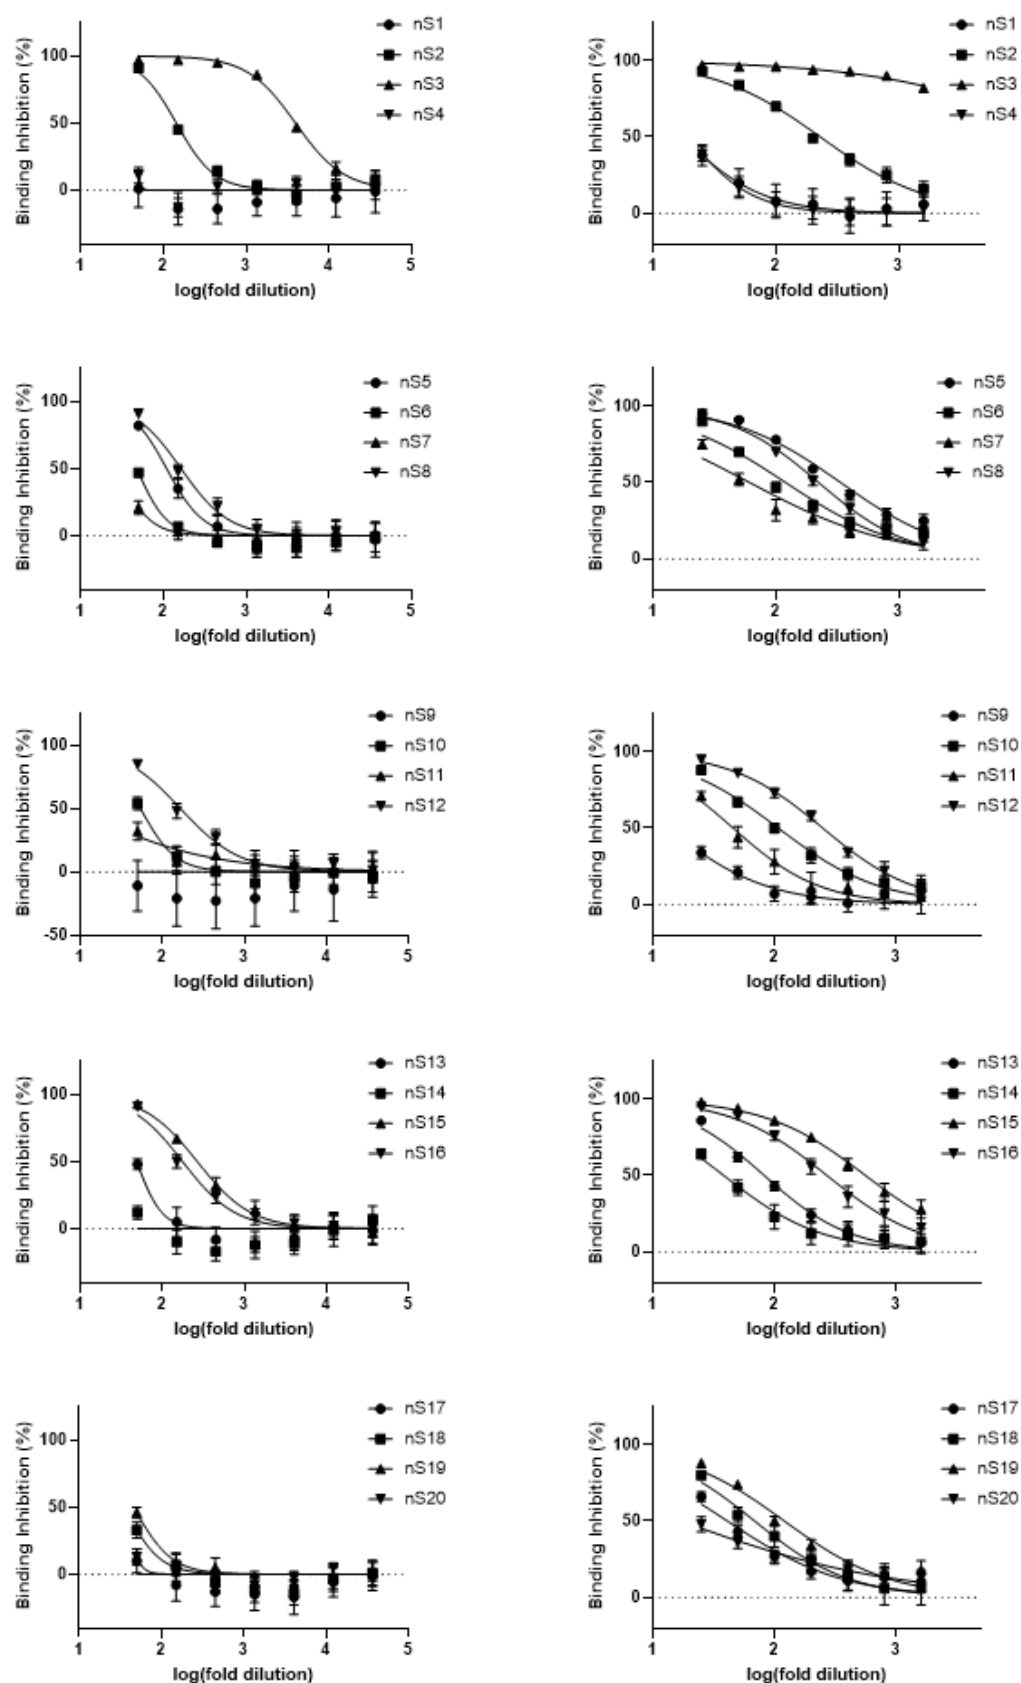 Binding Inhibition (%)
100
50
0
1 2 3 4 5
log(fold dilution)
nS1
nS2
nS3
nS4
Binding Inhibition (%)
100
50
0
1 2 3
log(fold dilution)
nS1
nS2
nS3
nS4
Binding Inhibition (%)
100
50
0
1 2 3 4 5
log(fold dilution)
nS5
nS6
nS7
nS8
Binding Inhibition (%)
100
50
0
1 2 3
log(fold dilution)
nS5
nS6
nS7
nS8
Binding Inhibition (%)
100
50
0
-50
1 2 3 4 5
log(fold dilution)
nS9
nS10
nS11
nS12
Binding Inhibition (%)
100
50
0
1 2 3
log(fold dilution)
nS9
nS10
nS11
nS12
Binding Inhibition (%)
100
50
0
1 2 3 4 5
log(fold dilution)
nS13
nS14
nS15
nS16
Binding Inhibition (%)
100
50
0
1 2 3
log(fold dilution)
nS13
nS14
nS15
nS16
Binding Inhibition (%)
100
50
0
1 2 3 4 5
log(fold dilution)
nS17
nS18
nS19
nS20
Binding Inhibition (%)
100
50
0
1 2 3
log(fold dilution)
nS17
nS18
nS19
nS20